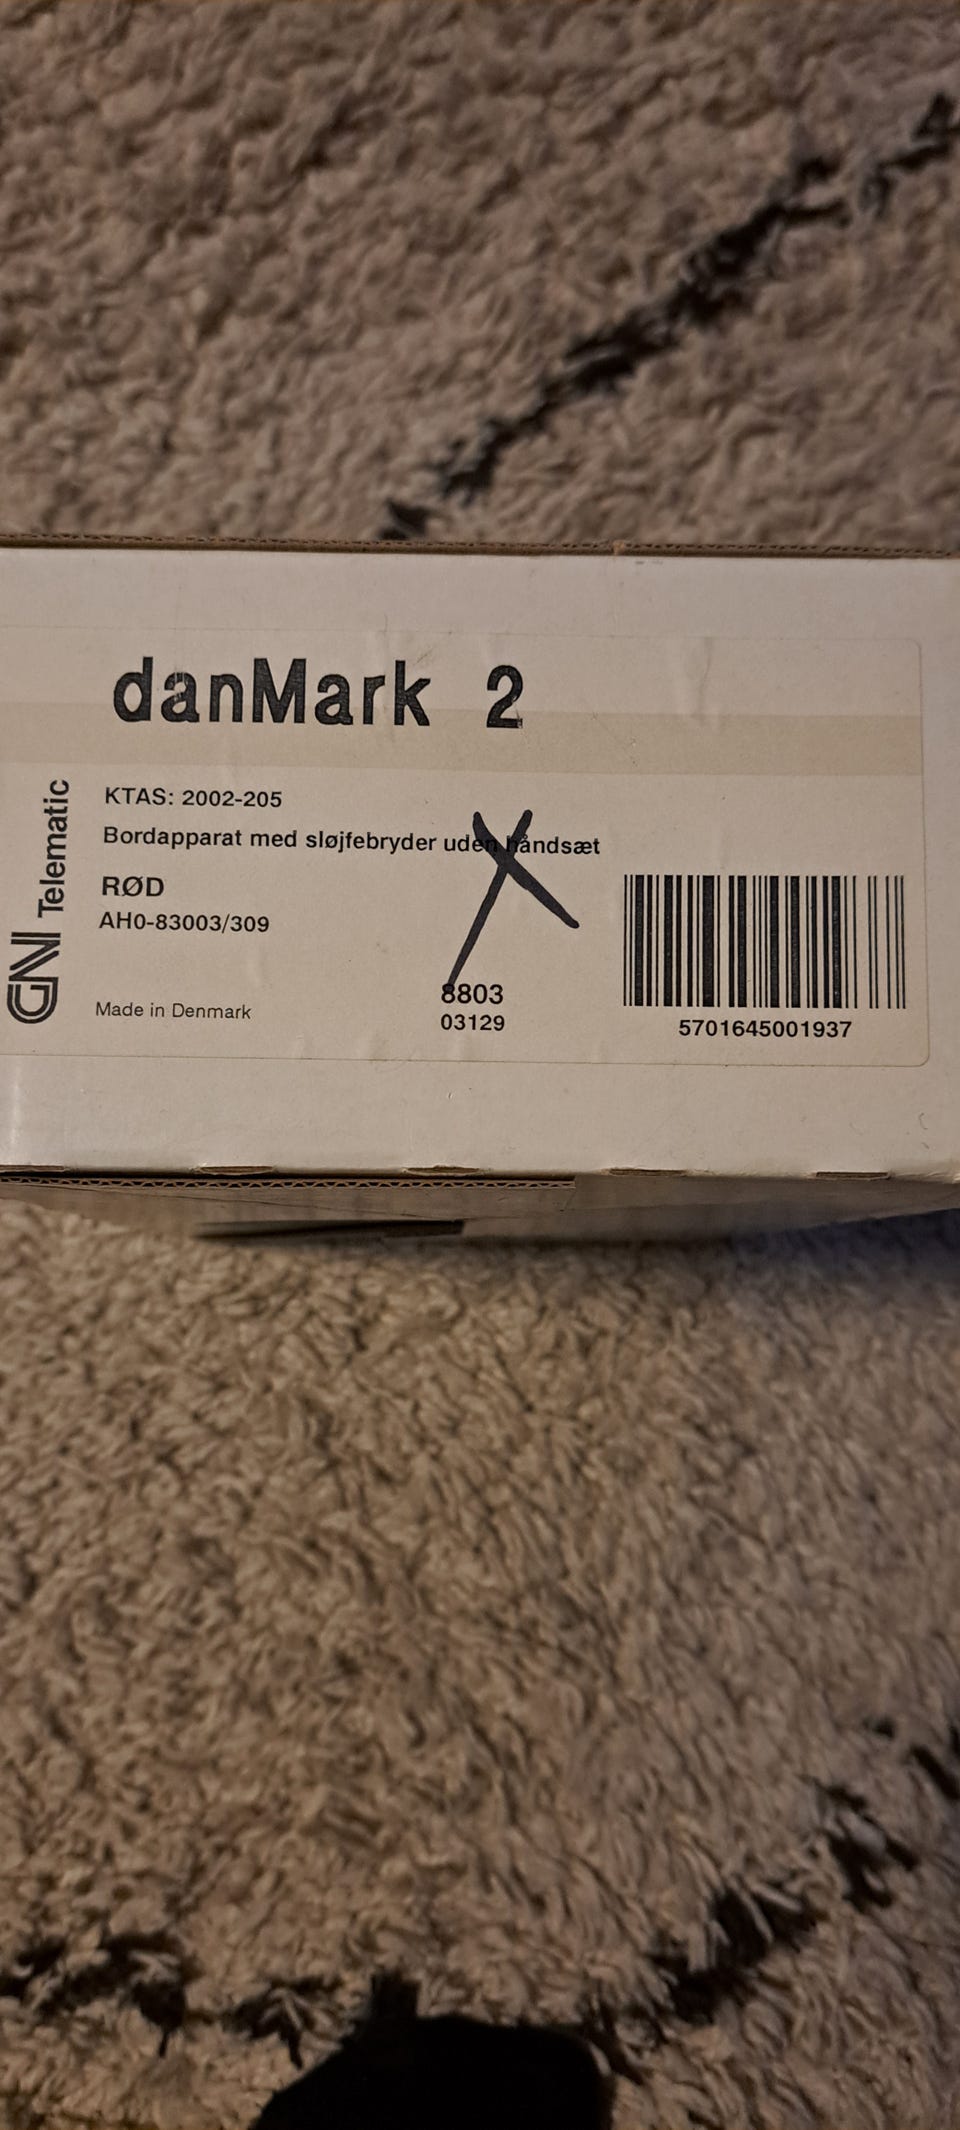 danMark 2
GN Telematic
KTAS: 2002-205
Bordapparat med sløjfebryder uden håndsæt
RØD
AH0-83003/309
Made in Denmark
8803
03129
5701645001937